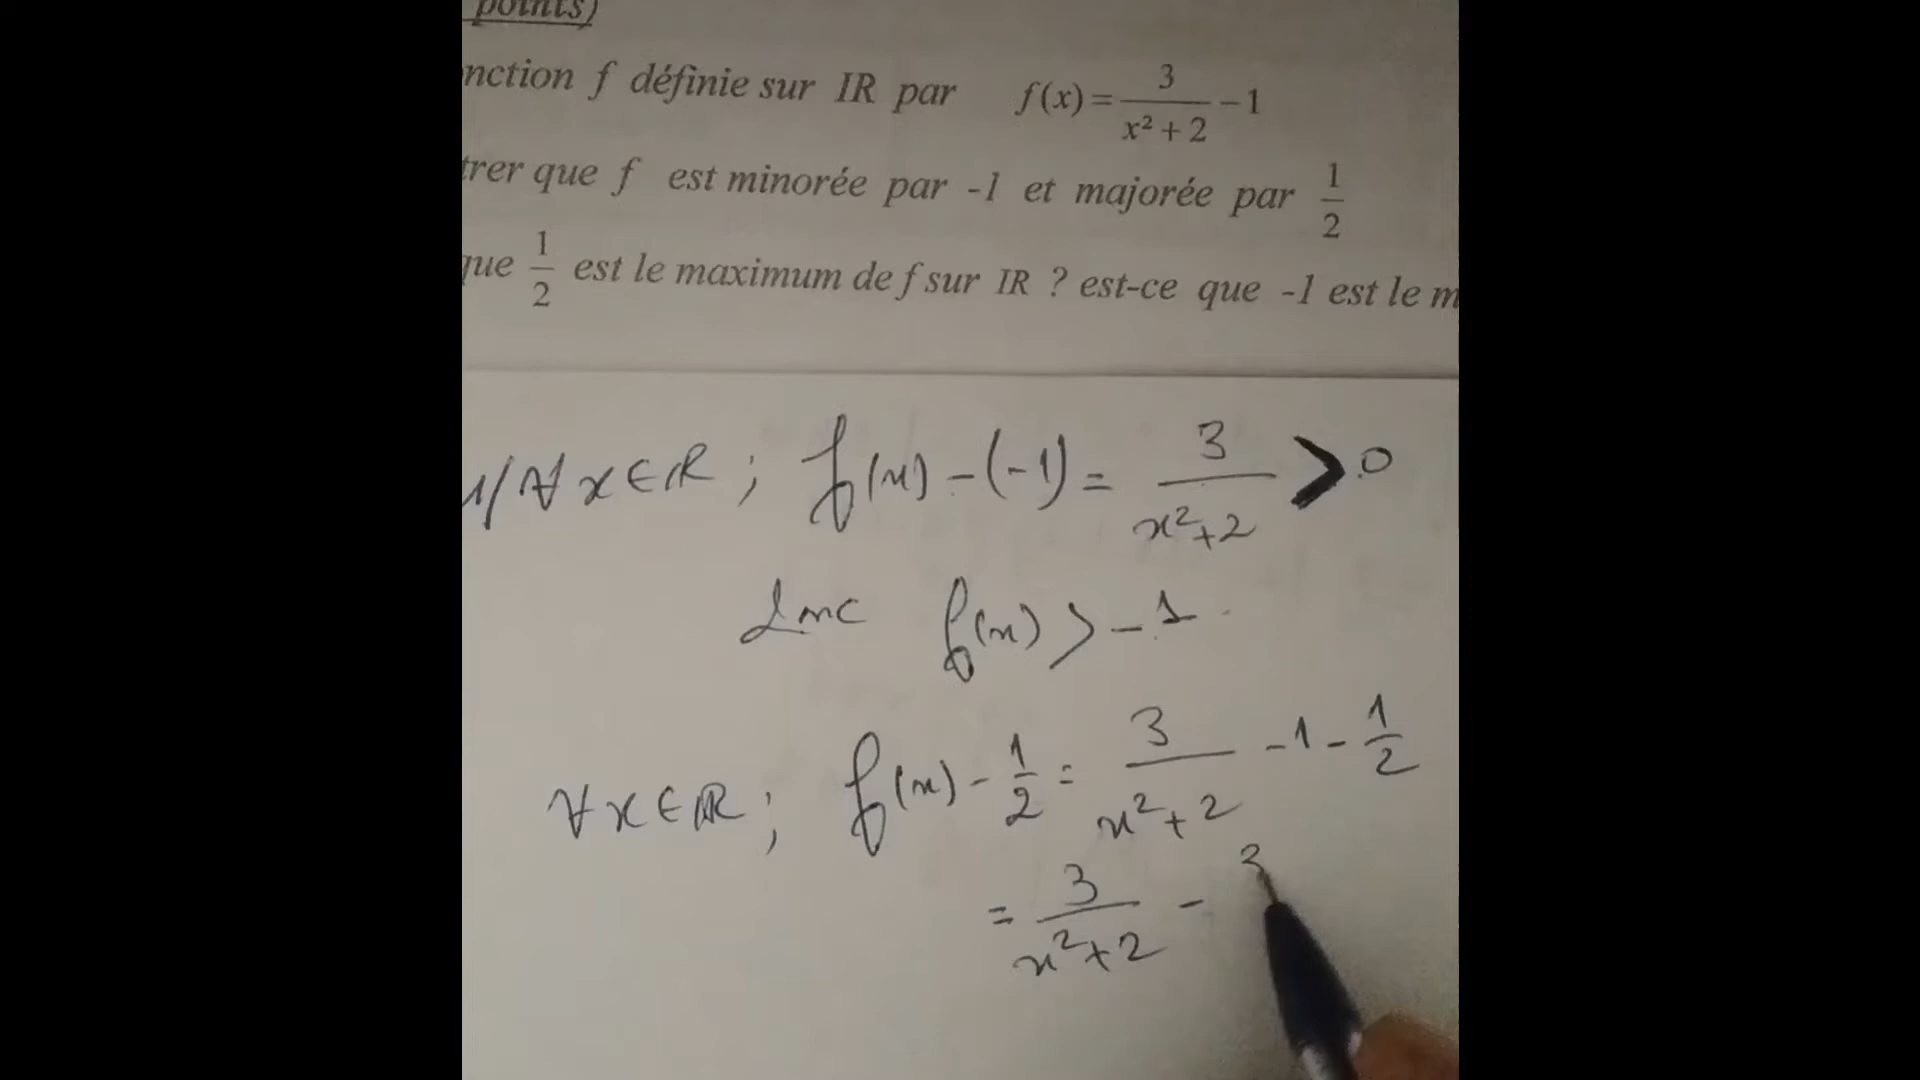 points)
nction f définie sur IR par f(x) = 3/(x² + 2) − 1
trer que f est minorée par -1 et majorée par 1/2
que 1/2 est le maximum de f sur IR ? est-ce que -1 est le m
1/ ∀x∈ℝ ; f(x) − (−1) = 3/(x²+2) > 0
donc f(x) > −1
∀x∈ℝ ; f(x) − 1/2 = 3/(x²+2) − 1 − 1/2
= 3/(x²+2) − 3